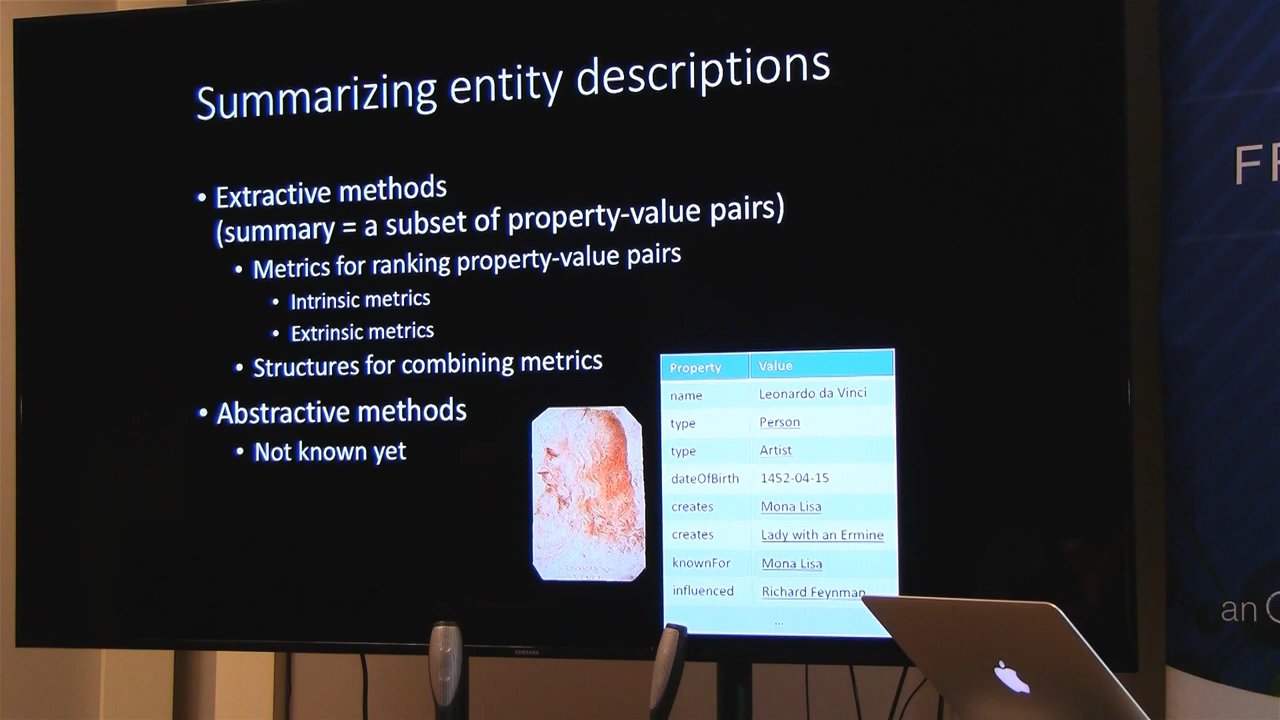 Summarizing entity descriptions
• Extractive methods
(summary = a subset of property-value pairs)
• Metrics for ranking property-value pairs
• Intrinsic metrics
• Extrinsic metrics
• Structures for combining metrics
• Abstractive methods
• Not known yet
Property Value
name Leonardo da Vinci
type Person
type Artist
dateOfBirth 1452-04-15
creates Mona Lisa
creates Lady with an Ermine
knownFor Mona Lisa
influenced Richard Feynman
...
SAMSUNG
an